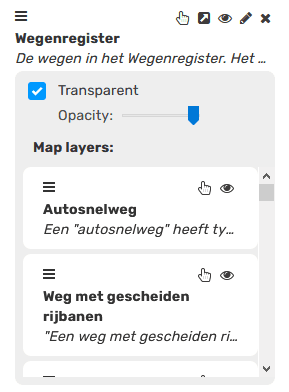 Wegenregister
De wegen in het Wegenregister. Het ...
Transparent
Opacity:
Map layers:
Autosnelweg
Een "autosnelweg" heeft ty...
Weg met gescheiden
rijbanen
"Een weg met gescheiden ri...